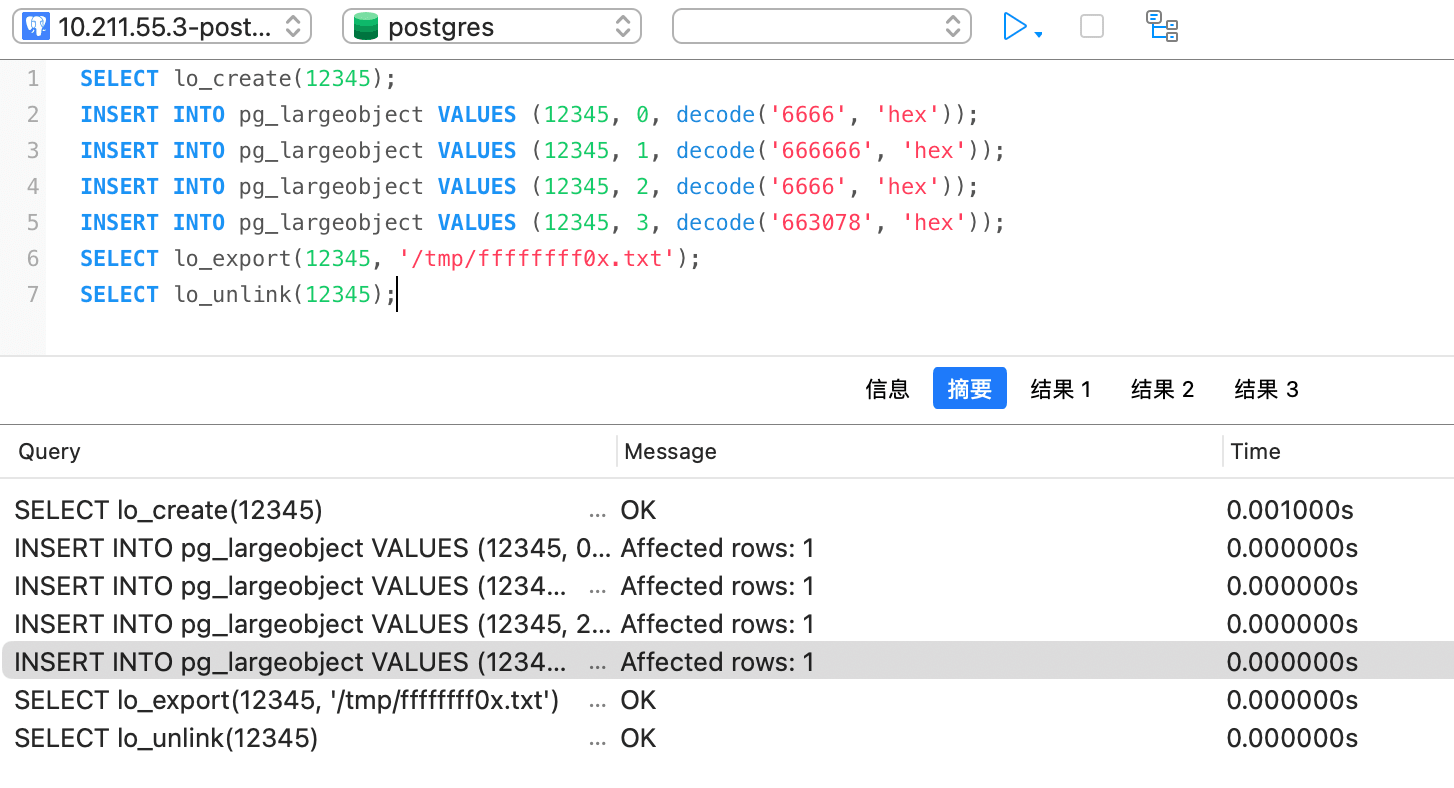 10.211.55.3-post... postgres
1 SELECT lo_create(12345);
2 INSERT INTO pg_largeobject VALUES (12345, 0, decode('6666', 'hex'));
3 INSERT INTO pg_largeobject VALUES (12345, 1, decode('666666', 'hex'));
4 INSERT INTO pg_largeobject VALUES (12345, 2, decode('6666', 'hex'));
5 INSERT INTO pg_largeobject VALUES (12345, 3, decode('663078', 'hex'));
6 SELECT lo_export(12345, '/tmp/ffffffff0x.txt');
7 SELECT lo_unlink(12345);
信息 摘要 结果 1 结果 2 结果 3
Query Message Time
SELECT lo_create(12345) ... OK 0.001000s
INSERT INTO pg_largeobject VALUES (12345, 0... Affected rows: 1 0.000000s
INSERT INTO pg_largeobject VALUES (1234... ... Affected rows: 1 0.000000s
INSERT INTO pg_largeobject VALUES (12345, 2... Affected rows: 1 0.000000s
INSERT INTO pg_largeobject VALUES (1234... ... Affected rows: 1 0.000000s
SELECT lo_export(12345, '/tmp/ffffffff0x.txt') ... OK 0.000000s
SELECT lo_unlink(12345) ... OK 0.000000s